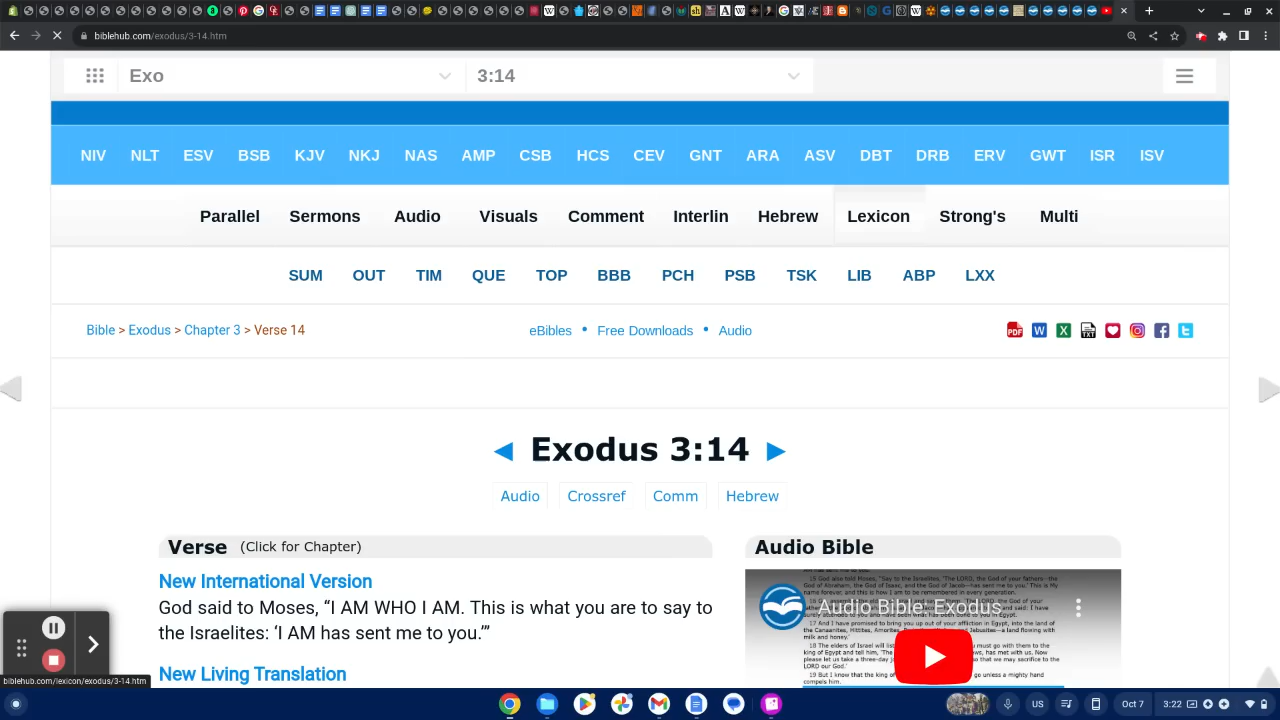 biblehub.com/exodus/3-14.htm
Exo 3:14
NIV NLT ESV BSB KJV NKJ NAS AMP CSB HCS CEV GNT ARA ASV DBT DRB ERV GWT ISR ISV
Parallel Sermons Audio Visuals Comment Interlin Hebrew Lexicon Strong's Multi
SUM OUT TIM QUE TOP BBB PCH PSB TSK LIB ABP LXX
Bible > Exodus > Chapter 3 > Verse 14 eBibles • Free Downloads • Audio
◄ Exodus 3:14 ►
Audio Crossref Comm Hebrew
Verse (Click for Chapter)
New International Version
God said to Moses, “I AM WHO I AM. This is what you are to say to
the Israelites: ‘I AM has sent me to you.’”
New Living Translation
Audio Bible
Audio Bible: Exodus
biblehub.com/lexicon/exodus/3-14.htm
US Oct 7 3:22